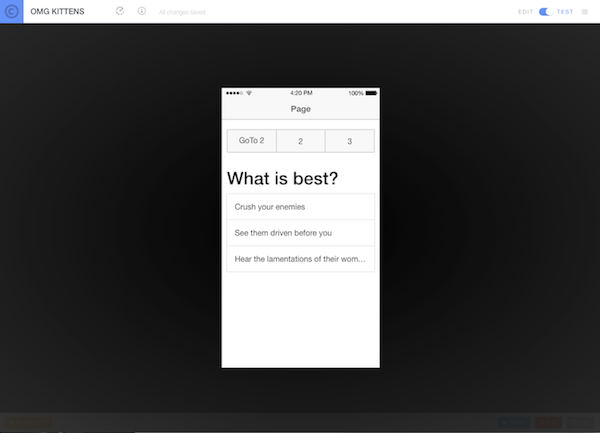 OMG KITTENS
All changes saved
EDIT TEST
4:20 PM 100%
Page
GoTo 2 2 3
What is best?
Crush your enemies
See them driven before you
Hear the lamentations of their wom...